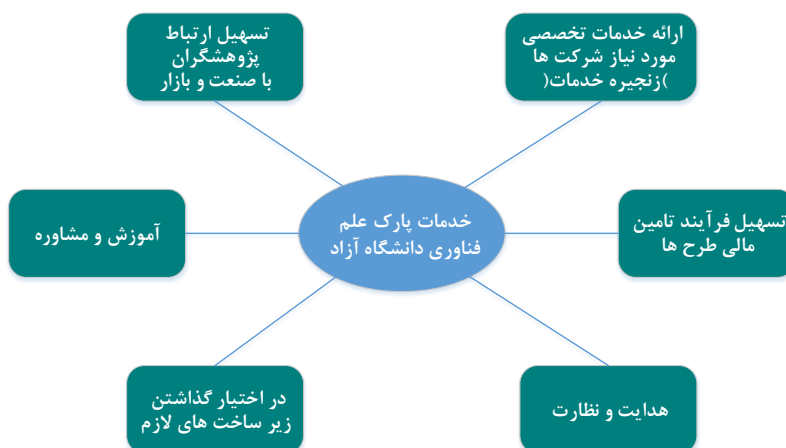 ارائه خدمات تخصصی
مورد نیاز شرکت ها
)زنجیره خدمات(
تسهیل ارتباط
پژوهشگران
با صنعت و بازار
تسهیل فرآیند تامین
مالی طرح ها
خدمات پارک علم
فناوری دانشگاه آزاد
آموزش و مشاوره
هدایت و نظارت
در اختیار گذاشتن
زیر ساخت های لازم